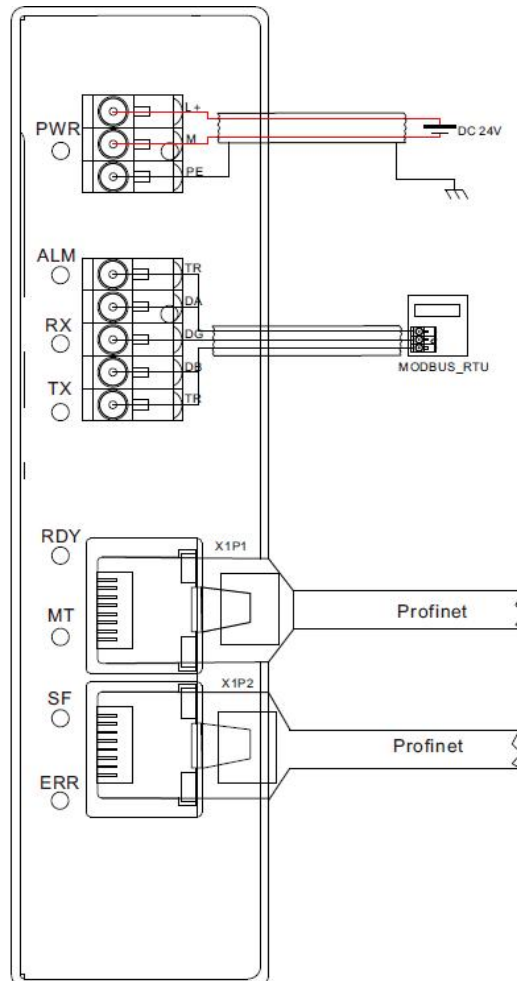 L+
PWR
M
DC 24V
PE
ALM
TR
DA
RX
DG
MODBUS_RTU
DB
TX
TR
RDY
X1P1
MT
Profinet
SF
X1P2
Profinet
ERR